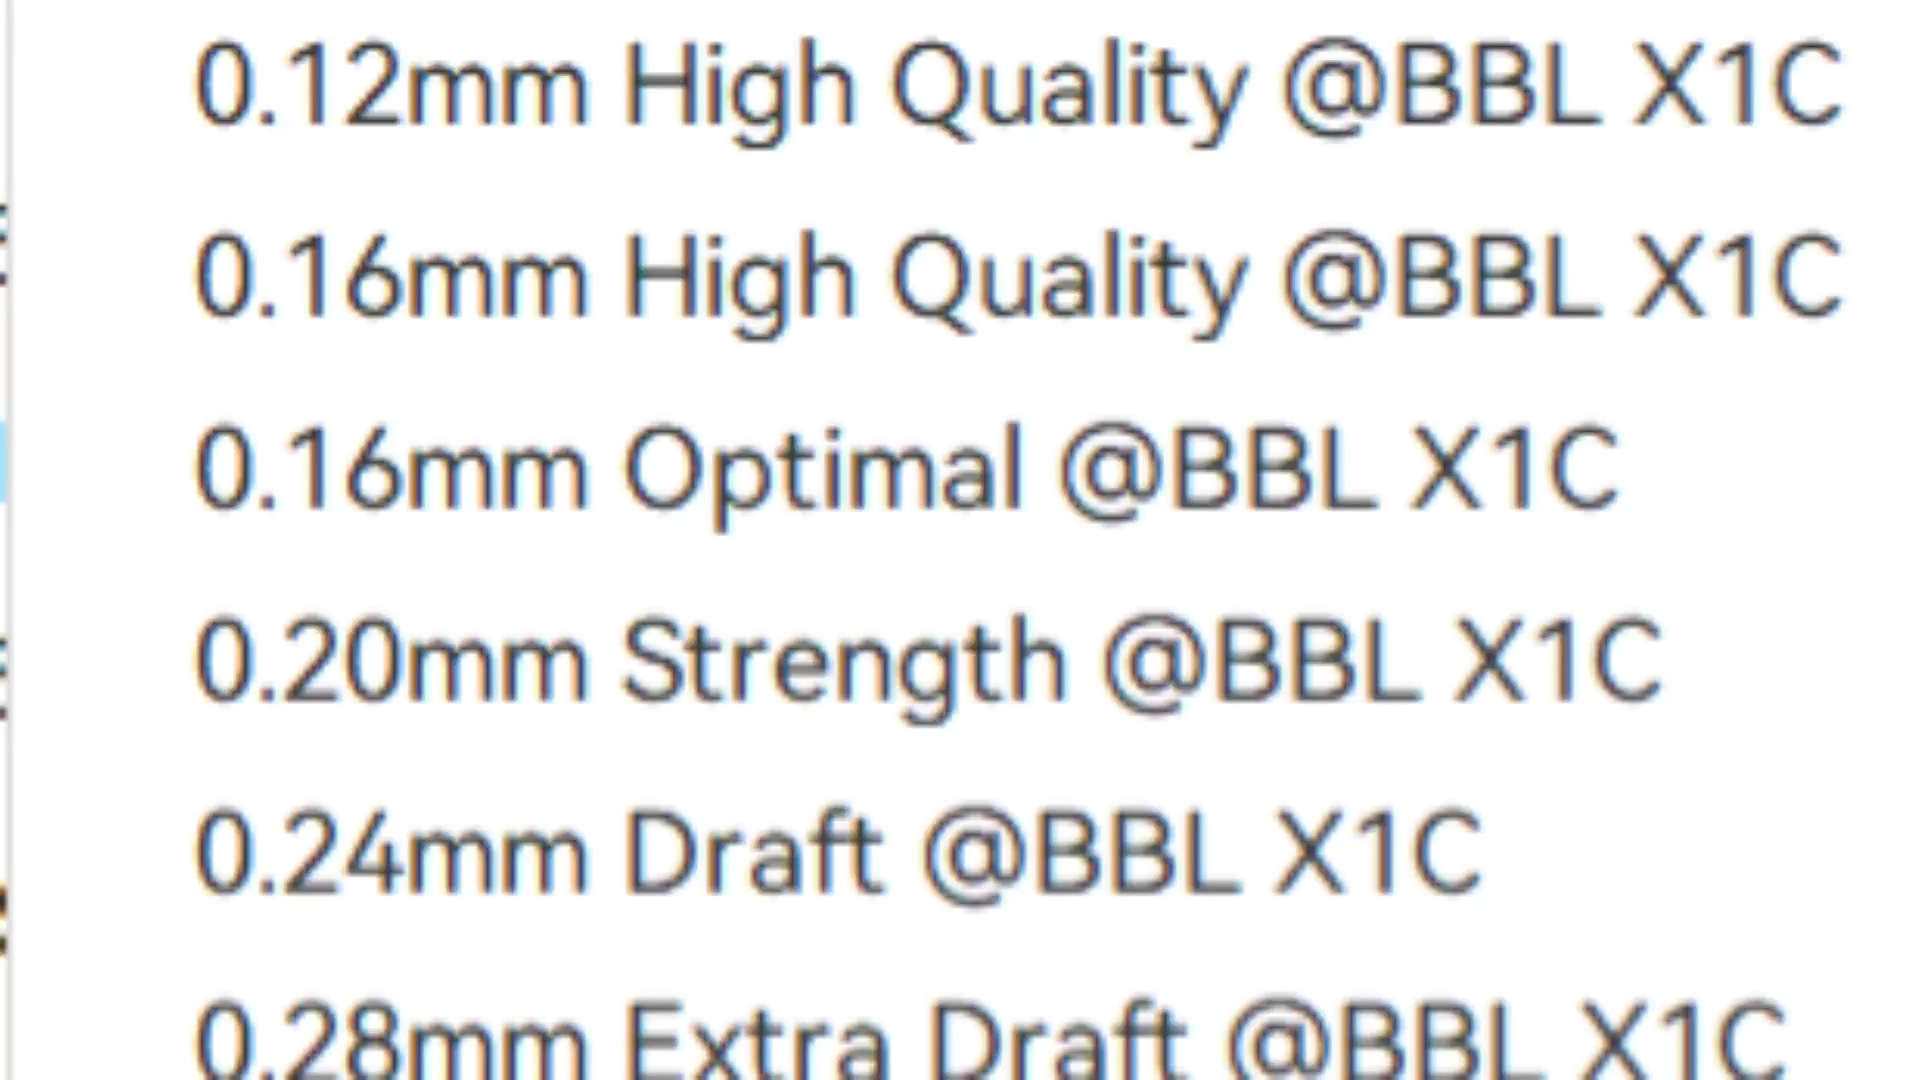 0.12mm High Quality @BBL X1C
0.16mm High Quality @BBL X1C
0.16mm Optimal @BBL X1C
0.20mm Strength @BBL X1C
0.24mm Draft @BBL X1C
0.28mm Extra Draft @BBL X1C